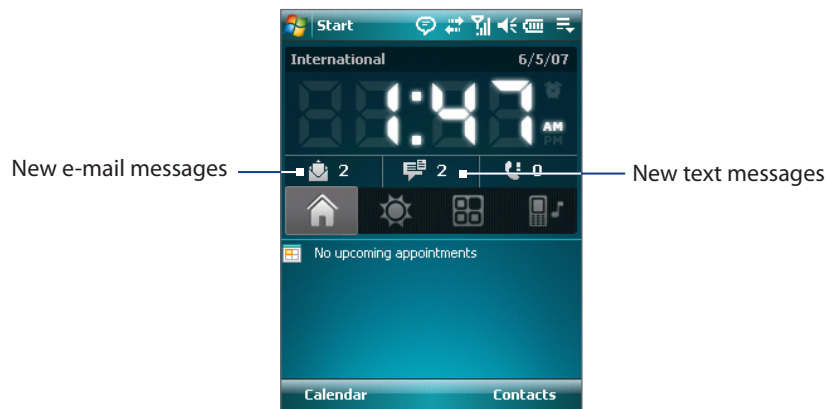 Start
International 6/5/07
1:47 AM
PM
New e-mail messages 2 2 0 New text messages
No upcoming appointments
Calendar Contacts